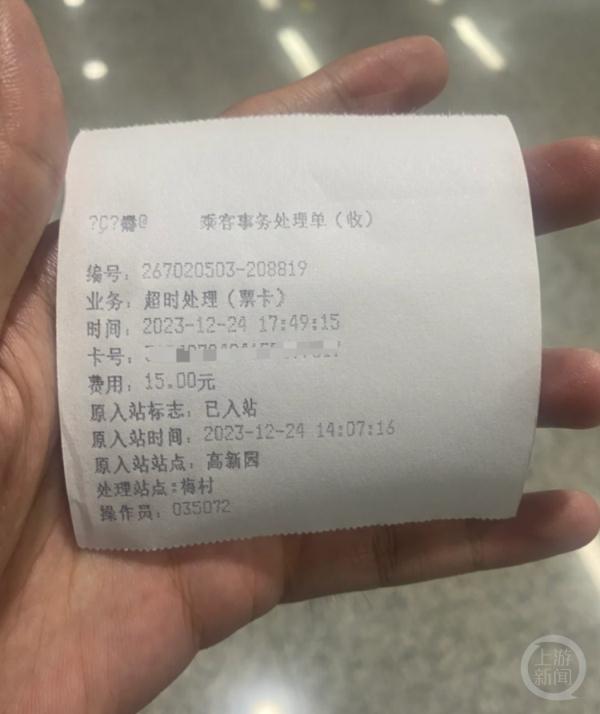 乘客事务处理单（收）
编号：267020503-208819
业务：超时处理（票卡）
时间：2023-12-24 17:49:15
卡号：
费用：15.00元
原入站标志：已入站
原入站时间：2023-12-24 14:07:16
原入站站点：高新园
处理站点:梅村
操作员：035072
上游
新闻